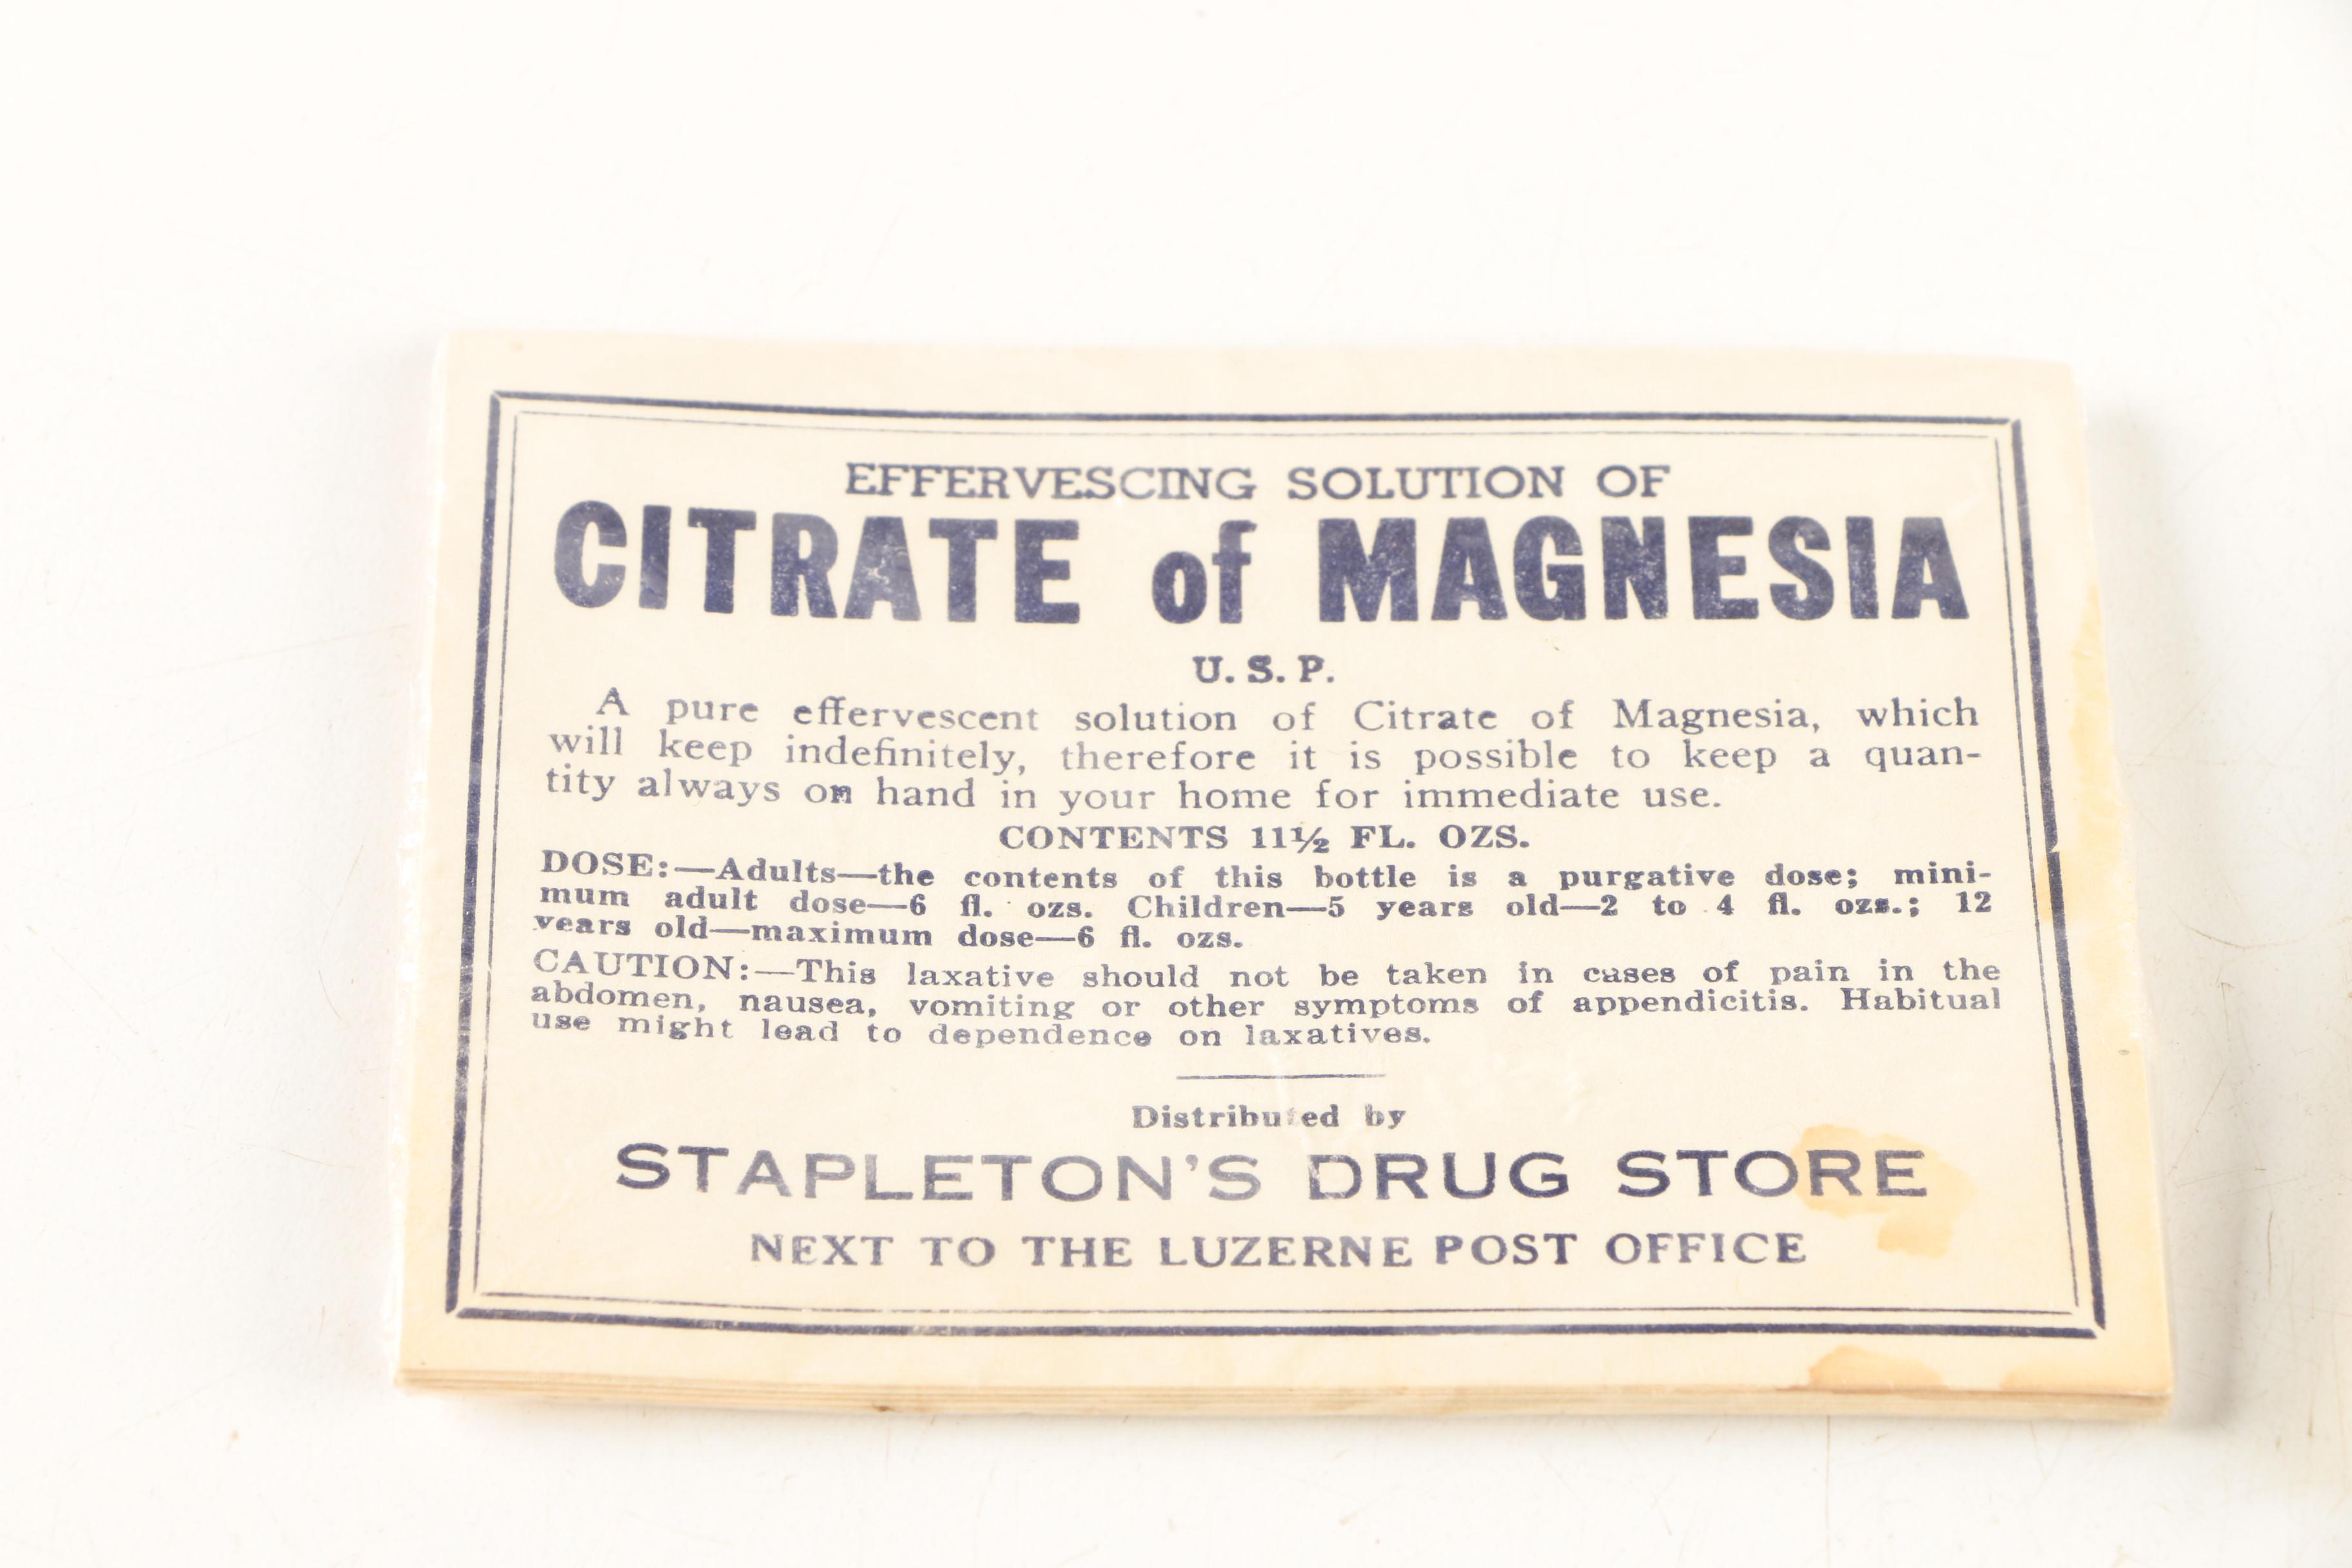 EFFERVESCING SOLUTION OF
CITRATE of MAGNESIA
U. S. P.
A pure effervescent solution of Citrate of Magnesia, which
will keep indefinitely, therefore it is possible to keep a quan-
tity always on hand in your home for immediate use.
CONTENTS 11½ FL. OZS.
DOSE:—Adults—the contents of this bottle is a purgative dose; mini-
mum adult dose—6 fl. ozs. Children—5 years old—2 to 4 fl. ozs.; 12
years old—maximum dose—6 fl. ozs.
CAUTION:—This laxative should not be taken in cases of pain in the
abdomen, nausea, vomiting or other symptoms of appendicitis. Habitual
use might lead to dependence on laxatives.
Distributed by
STAPLETON'S DRUG STORE
NEXT TO THE LUZERNE POST OFFICE